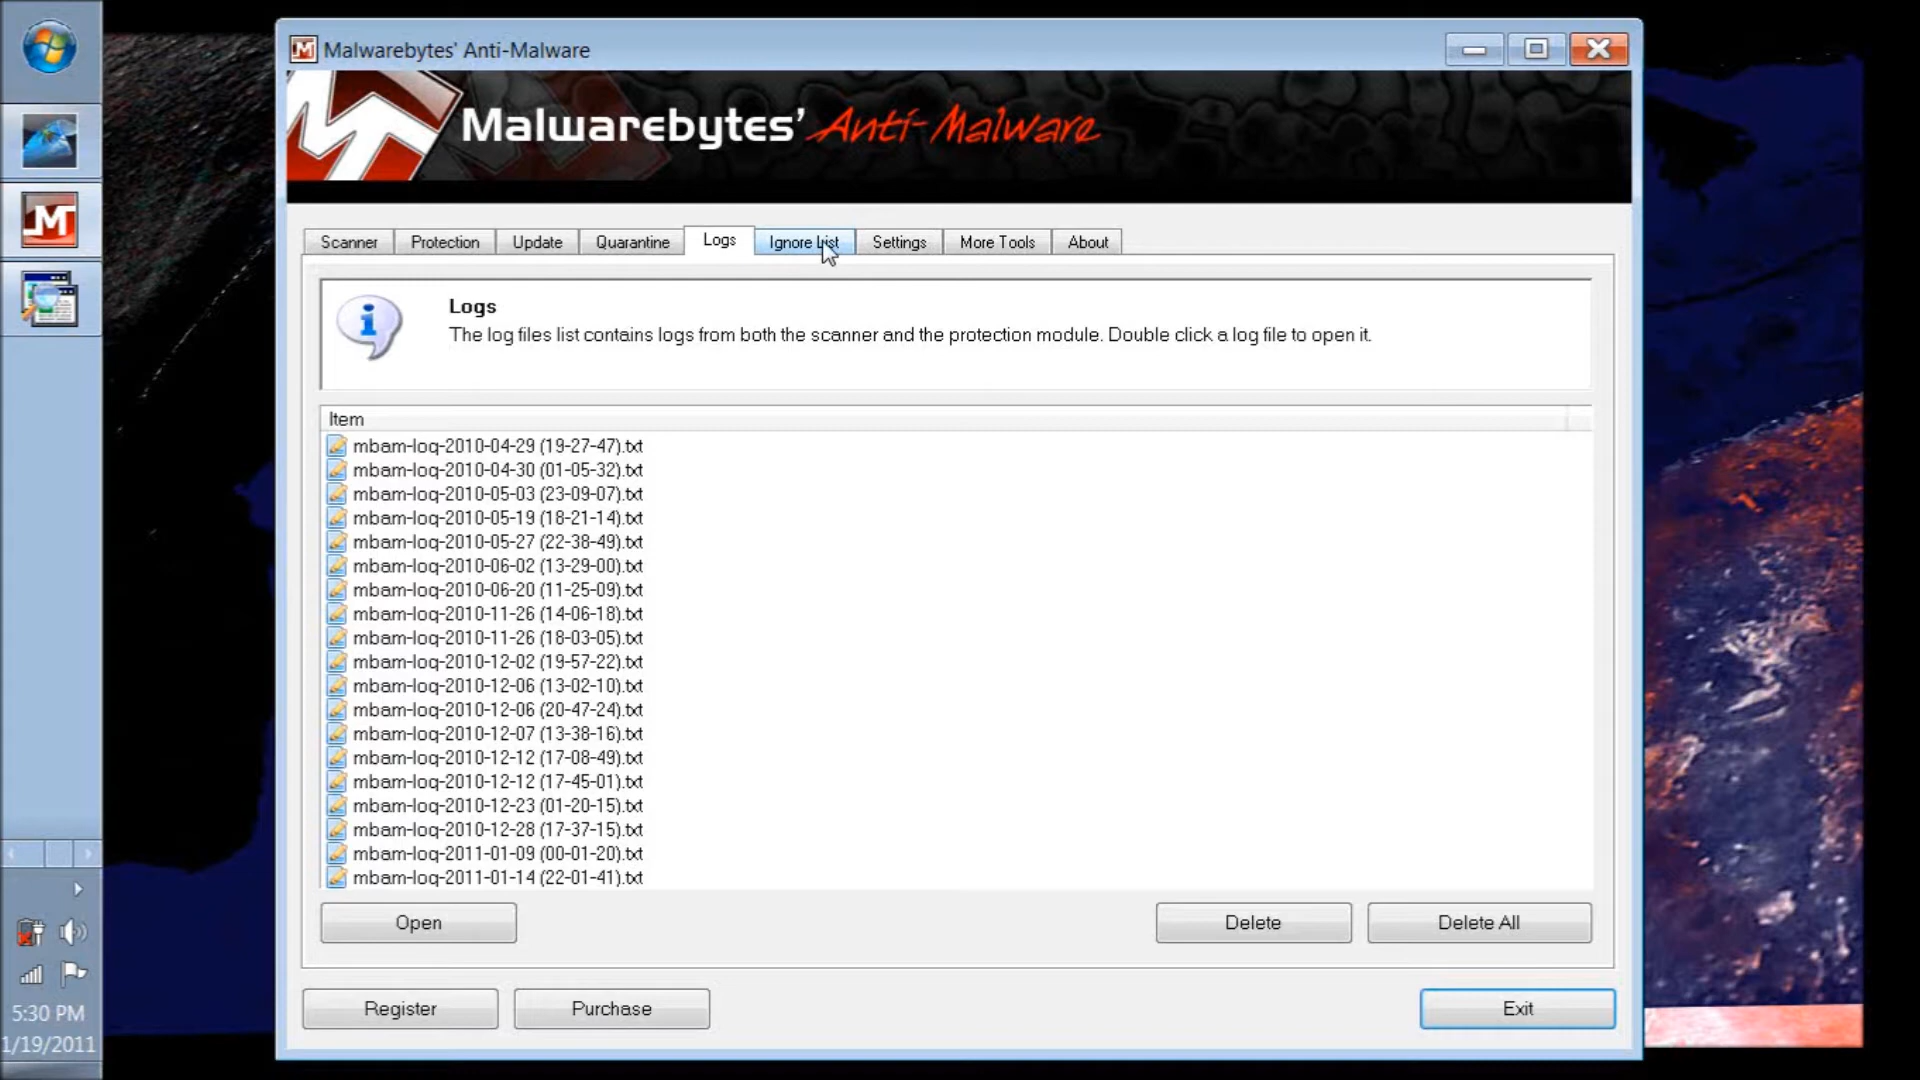 Malwarebytes' Anti-Malware
Malwarebytes' Anti-Malware
Scanner Protection Update Quarantine Logs Ignore List Settings More Tools About
Logs
The log files list contains logs from both the scanner and the protection module. Double click a log file to open it.
Item
mbam-log-2010-04-29 (19-27-47).txt
mbam-log-2010-04-30 (01-05-32).txt
mbam-log-2010-05-03 (23-09-07).txt
mbam-log-2010-05-19 (18-21-14).txt
mbam-log-2010-05-27 (22-38-49).txt
mbam-log-2010-06-02 (13-29-00).txt
mbam-log-2010-06-20 (11-25-09).txt
mbam-log-2010-11-26 (14-06-18).txt
mbam-log-2010-11-26 (18-03-05).txt
mbam-log-2010-12-02 (19-57-22).txt
mbam-log-2010-12-06 (13-02-10).txt
mbam-log-2010-12-06 (20-47-24).txt
mbam-log-2010-12-07 (13-38-16).txt
mbam-log-2010-12-12 (17-08-49).txt
mbam-log-2010-12-12 (17-45-01).txt
mbam-log-2010-12-23 (01-20-15).txt
mbam-log-2010-12-28 (17-37-15).txt
mbam-log-2011-01-09 (00-01-20).txt
mbam-log-2011-01-14 (22-01-41).txt
Open Delete Delete All
Register Purchase Exit
5:30 PM
1/19/2011